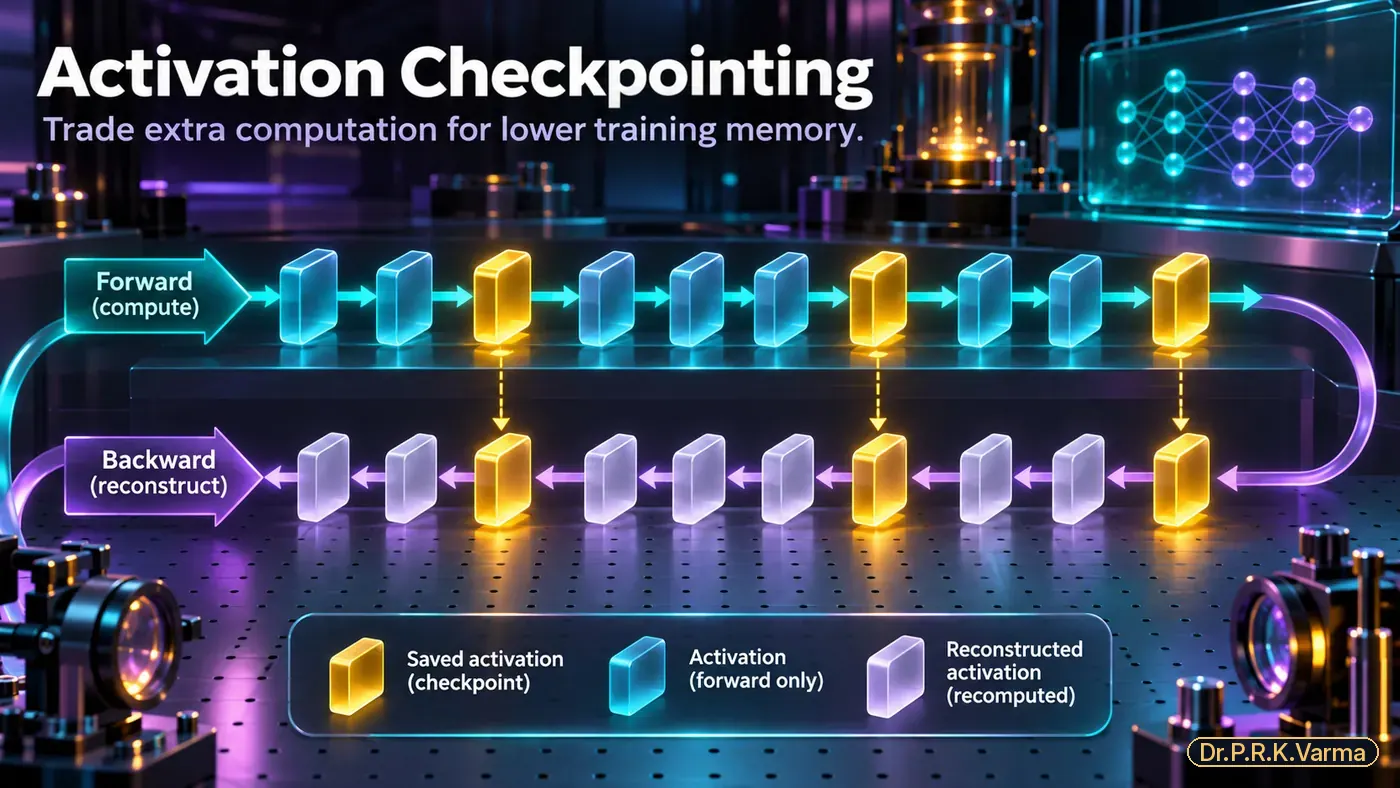 Activation Checkpointing
Trade extra computation for lower training memory.
Forward
(compute)
Backward
(reconstruct)
Saved activation
(checkpoint)
Activation
(forward only)
Reconstructed
activation
(recomputed)
Dr.P.R.K.Varma